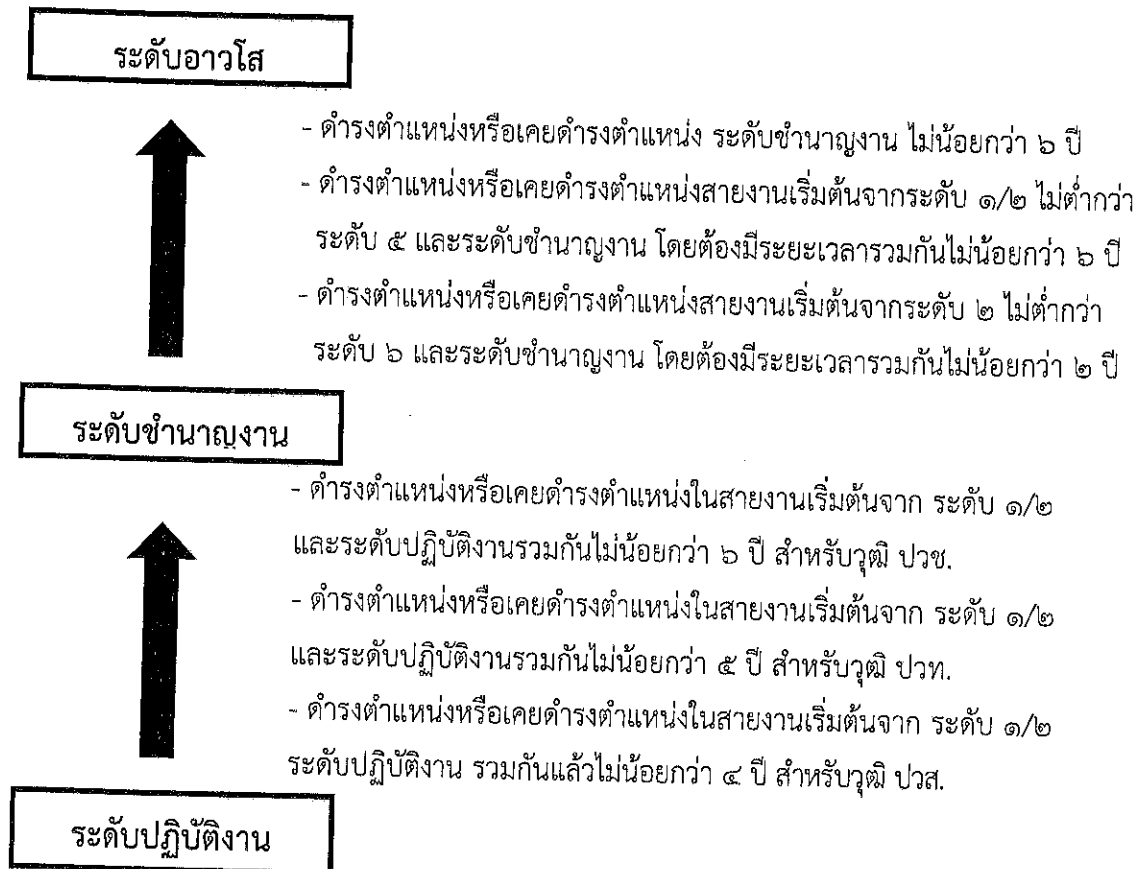 ระดับอาวุโส
- ดำรงตำแหน่งหรือเคยดำรงตำแหน่ง ระดับชำนาญงาน ไม่น้อยกว่า ๖ ปี
- ดำรงตำแหน่งหรือเคยดำรงตำแหน่งสายงานเริ่มต้นจากระดับ ๑/๒ ไม่ต่ำกว่า
ระดับ ๕ และระดับชำนาญงาน โดยต้องมีระยะเวลารวมกันไม่น้อยกว่า ๖ ปี
- ดำรงตำแหน่งหรือเคยดำรงตำแหน่งสายงานเริ่มต้นจากระดับ ๒ ไม่ต่ำกว่า
ระดับ ๖ และระดับชำนาญงาน โดยต้องมีระยะเวลารวมกันไม่น้อยกว่า ๒ ปี
ระดับชำนาญงาน
- ดำรงตำแหน่งหรือเคยดำรงตำแหน่งในสายงานเริ่มต้นจาก ระดับ ๑/๒
และระดับปฏิบัติงานรวมกันไม่น้อยกว่า ๖ ปี สำหรับวุฒิ ปวช.
- ดำรงตำแหน่งหรือเคยดำรงตำแหน่งในสายงานเริ่มต้นจาก ระดับ ๑/๒
และระดับปฏิบัติงานรวมกันไม่น้อยกว่า ๕ ปี สำหรับวุฒิ ปวท.
- ดำรงตำแหน่งหรือเคยดำรงตำแหน่งในสายงานเริ่มต้นจาก ระดับ ๑/๒
ระดับปฏิบัติงาน รวมกันแล้วไม่น้อยกว่า ๔ ปี สำหรับวุฒิ ปวส.
ระดับปฏิบัติงาน